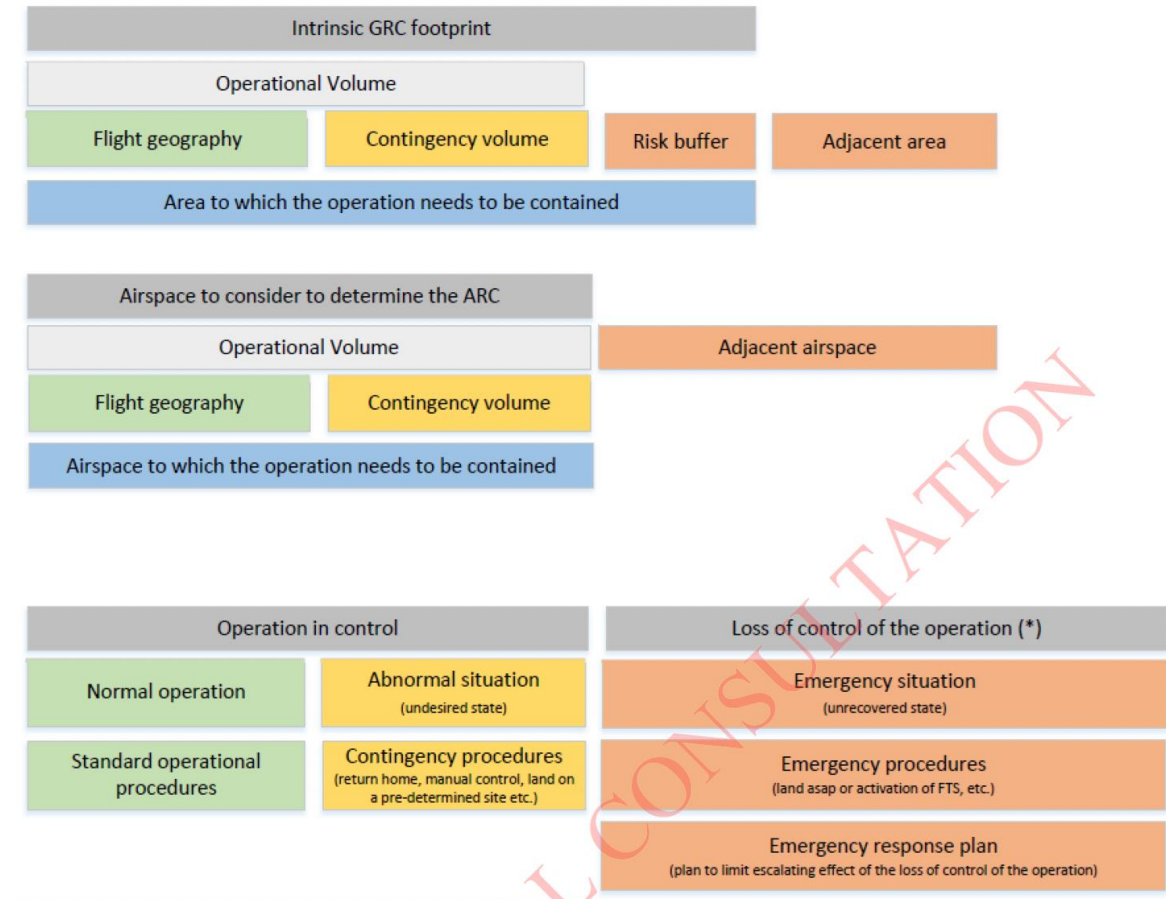 Intrinsic GRC footprint
Operational Volume
Flight geography
Contingency volume
Risk buffer
Adjacent area
Area to which the operation needs to be contained
Airspace to consider to determine the ARC
Operational Volume
Adjacent airspace
Flight geography
Contingency volume
Airspace to which the operation needs to be contained
Operation in control
Loss of control of the operation (*)
Normal operation
Abnormal situation
(undesired state)
Emergency situation
(unrecovered state)
Standard operational
procedures
Contingency procedures
(return home, manual control, land on
a pre-determined site etc.)
Emergency procedures
(land asap or activation of FTS, etc.)
Emergency response plan
(plan to limit escalating effect of the loss of control of the operation)
L CONSULTATION